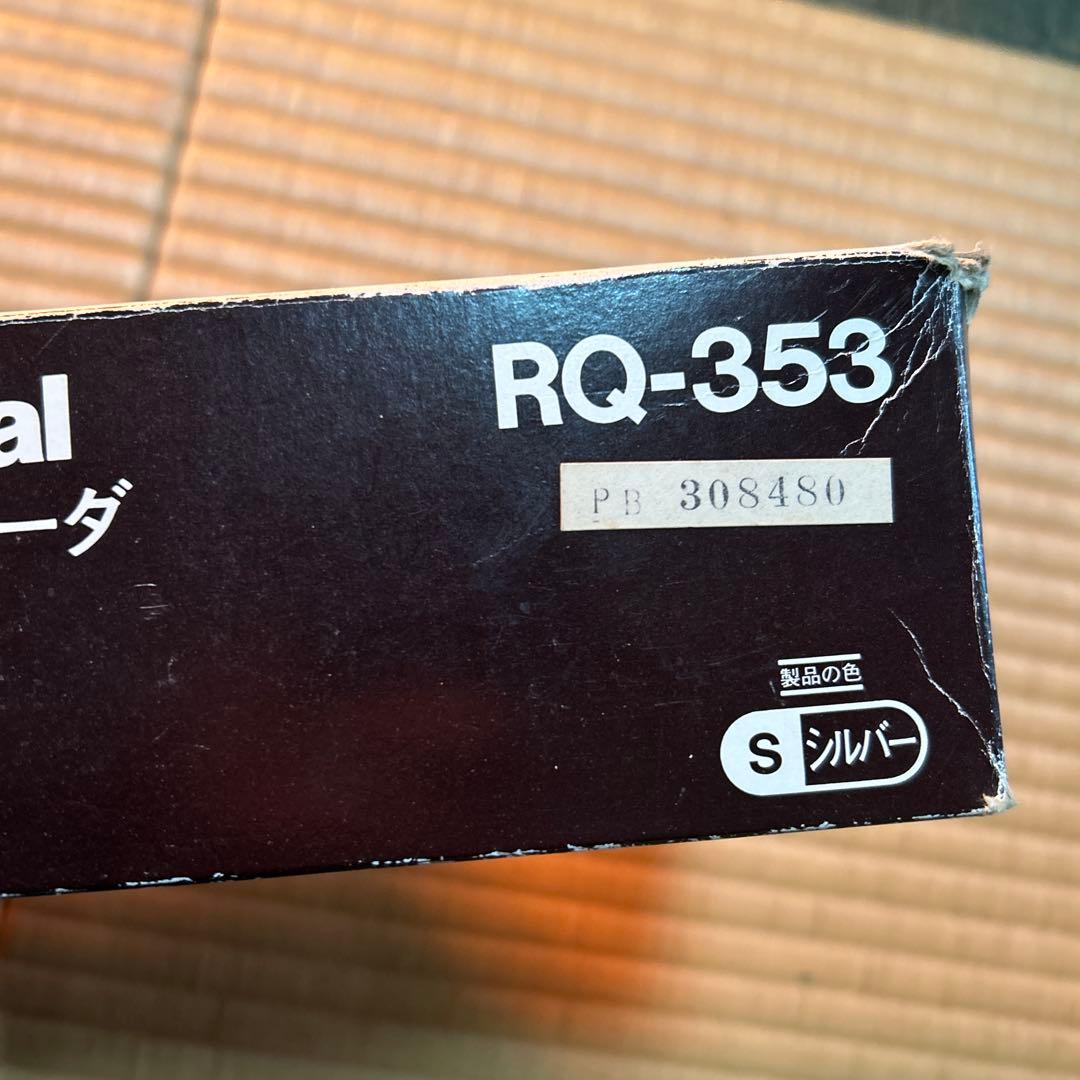 al
RQ-353
ーダ
PB 308480
製品の色
S シルバー